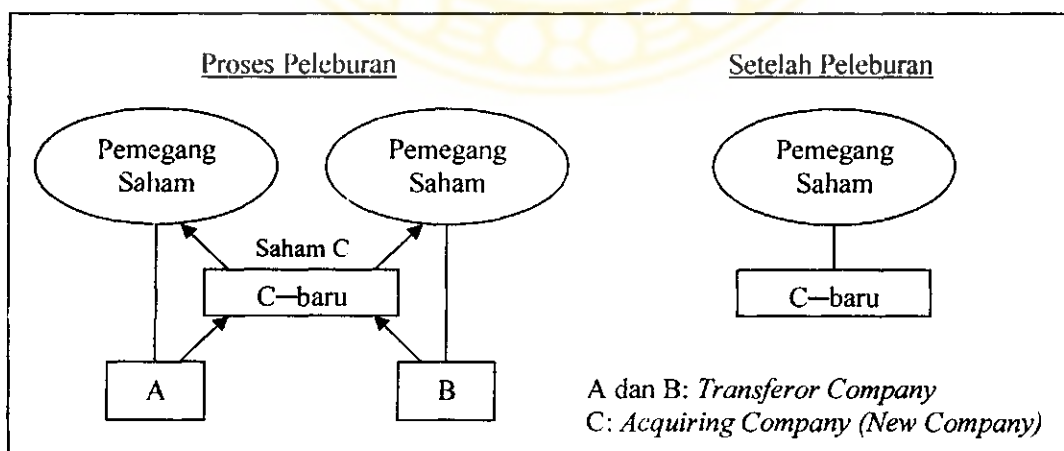 Proses Peleburan
Setelah Peleburan
Pemegang
Saham
Pemegang
Saham
Pemegang
Saham
Saham C
C—baru
C—baru
A
B
A dan B: Transferor Company
C: Acquiring Company (New Company)